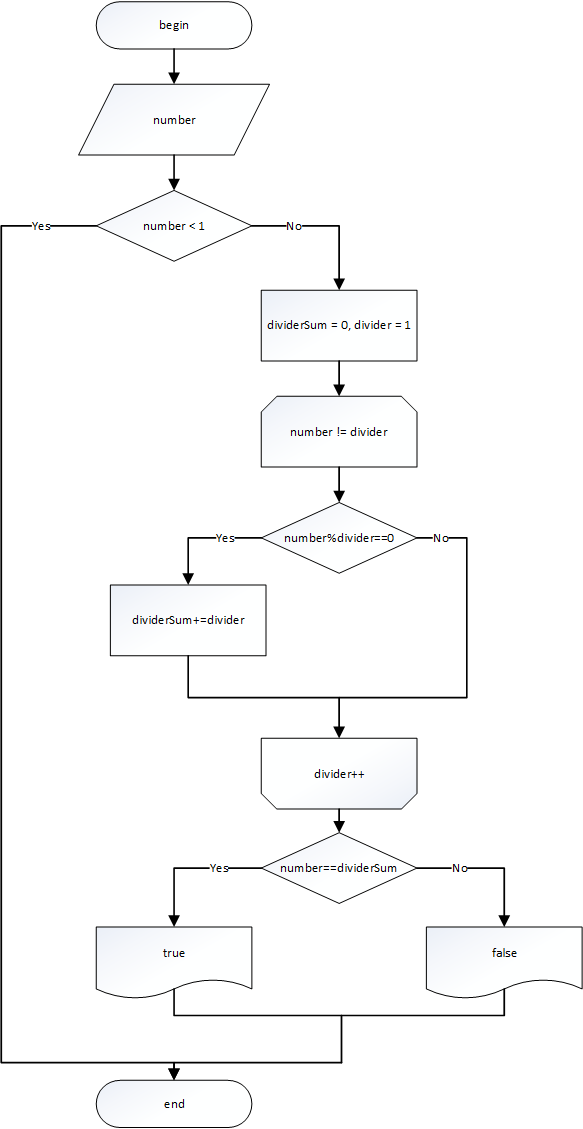 begin
number
number < 1
Yes
No
dividerSum = 0, divider = 1
number != divider
number%divider==0
Yes
No
dividerSum+=divider
divider++
number==dividerSum
Yes
No
true
false
end